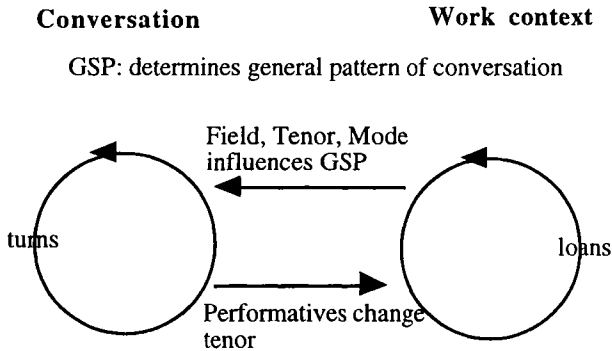 Conversation Work context
GSP: determines general pattern of conversation
Field, Tenor, Mode
influences GSP
turns
loans
Performatives change
tenor